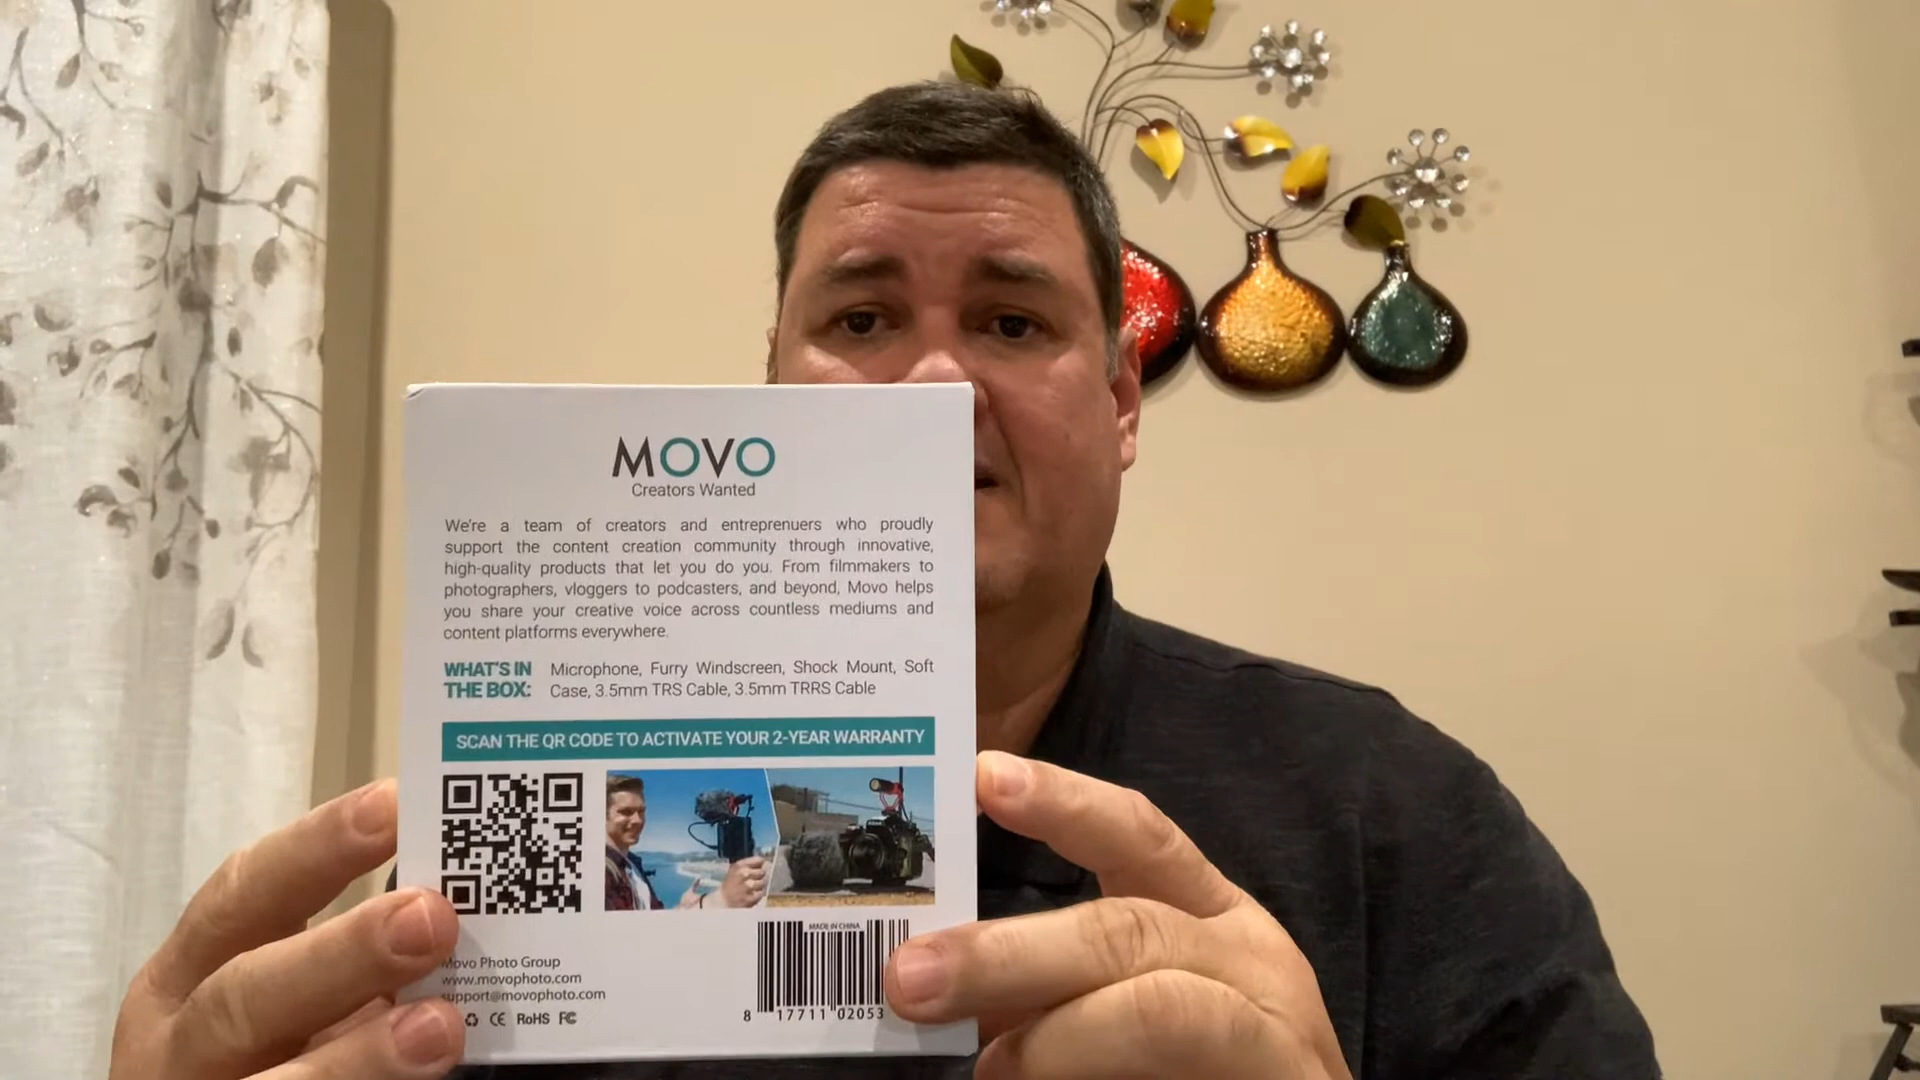 MOVO
Creators Wanted
We're a team of creators and entreprenuers who proudly
support the content creation community through innovative,
high-quality products that let you do you. From filmmakers to
photographers, vloggers to podcasters, and beyond, Movo helps
you share your creative voice across countless mediums and
content platforms everywhere.
WHAT'S IN THE BOX:
Microphone, Furry Windscreen, Shock Mount, Soft
Case, 3.5mm TRS Cable, 3.5mm TRRS Cable
SCAN THE QR CODE TO ACTIVATE YOUR 2-YEAR WARRANTY
MADE IN CHINA
8 17711 02053
Movo Photo Group
www.movophoto.com
support@movophoto.com
CE RoHS FC